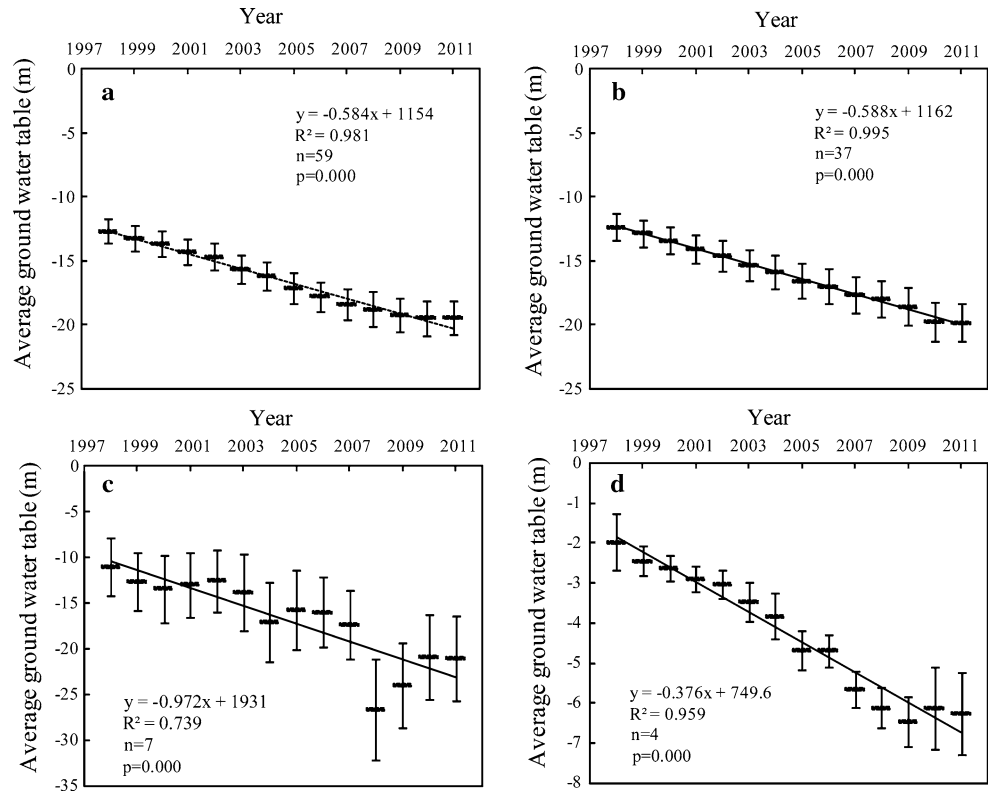 Year
1997 1999 2001 2003 2005 2007 2009 2011
Average ground water table (m)
0
-5
-10
-15
-20
-25
a
y = -0.584x + 1154
R² = 0.981
n=59
p=0.000
Year
1997 1999 2001 2003 2005 2007 2009 2011
Average ground water table (m)
0
-5
-10
-15
-20
-25
b
y = -0.588x + 1162
R² = 0.995
n=37
p=0.000
Year
1997 1999 2001 2003 2005 2007 2009 2011
Average ground water table (m)
0
-5
-10
-15
-20
-25
-30
-35
c
y = -0.972x + 1931
R² = 0.739
n=7
p=0.000
Year
1997 1999 2001 2003 2005 2007 2009 2011
Average ground water table (m)
0
-1
-2
-3
-4
-5
-6
-7
-8
d
y = -0.376x + 749.6
R² = 0.959
n=4
p=0.000